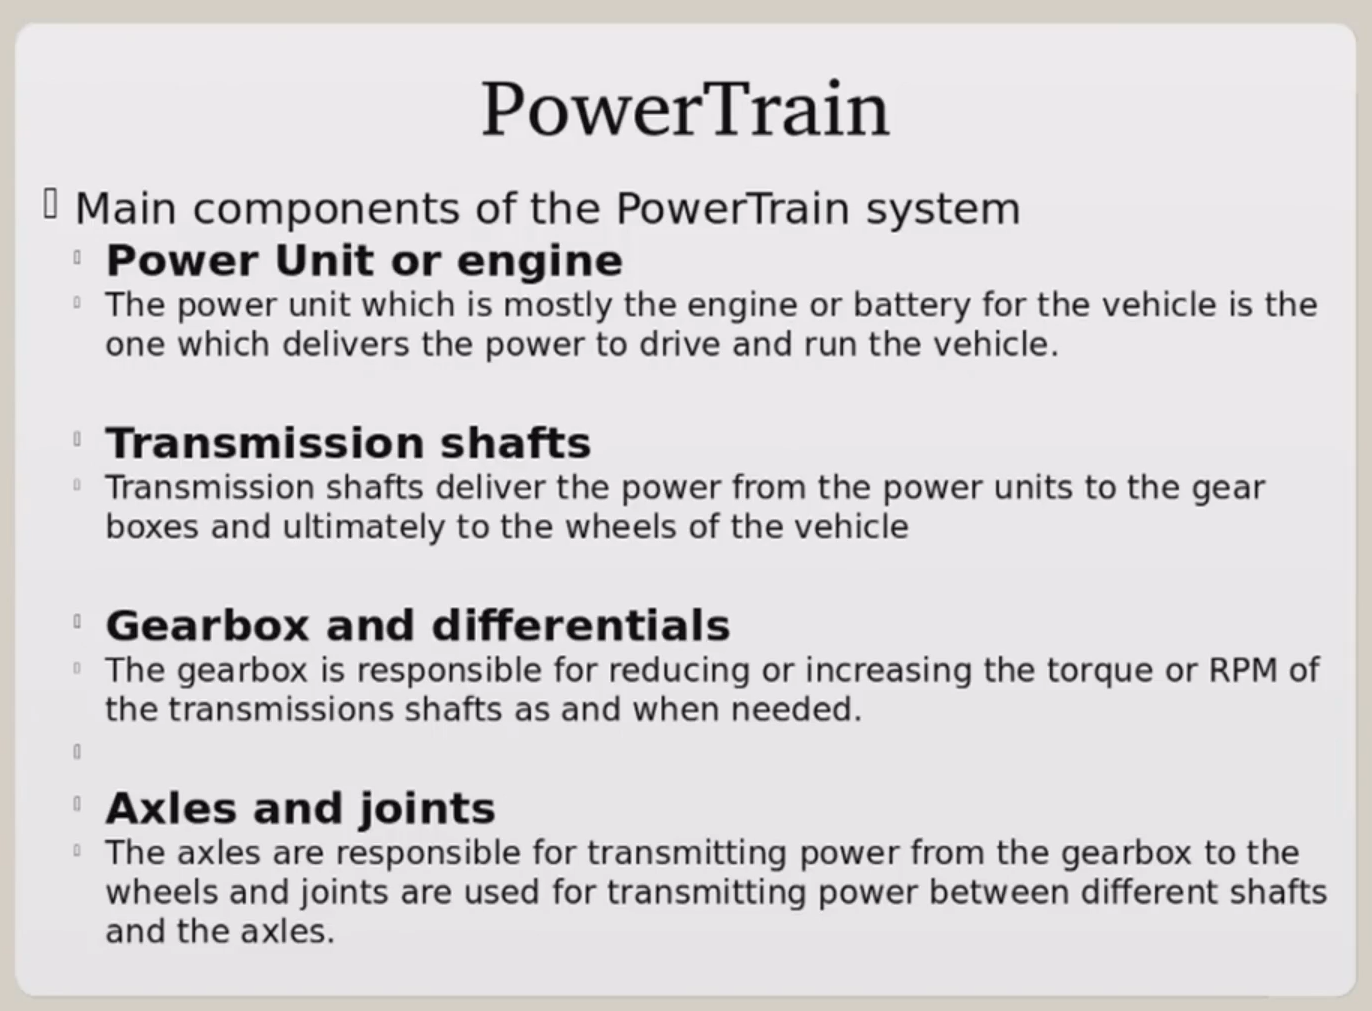 PowerTrain
Main components of the PowerTrain system
Power Unit or engine
The power unit which is mostly the engine or battery for the vehicle is the
one which delivers the power to drive and run the vehicle.
Transmission shafts
Transmission shafts deliver the power from the power units to the gear
boxes and ultimately to the wheels of the vehicle
Gearbox and differentials
The gearbox is responsible for reducing or increasing the torque or RPM of
the transmissions shafts as and when needed.
Axles and joints
The axles are responsible for transmitting power from the gearbox to the
wheels and joints are used for transmitting power between different shafts
and the axles.